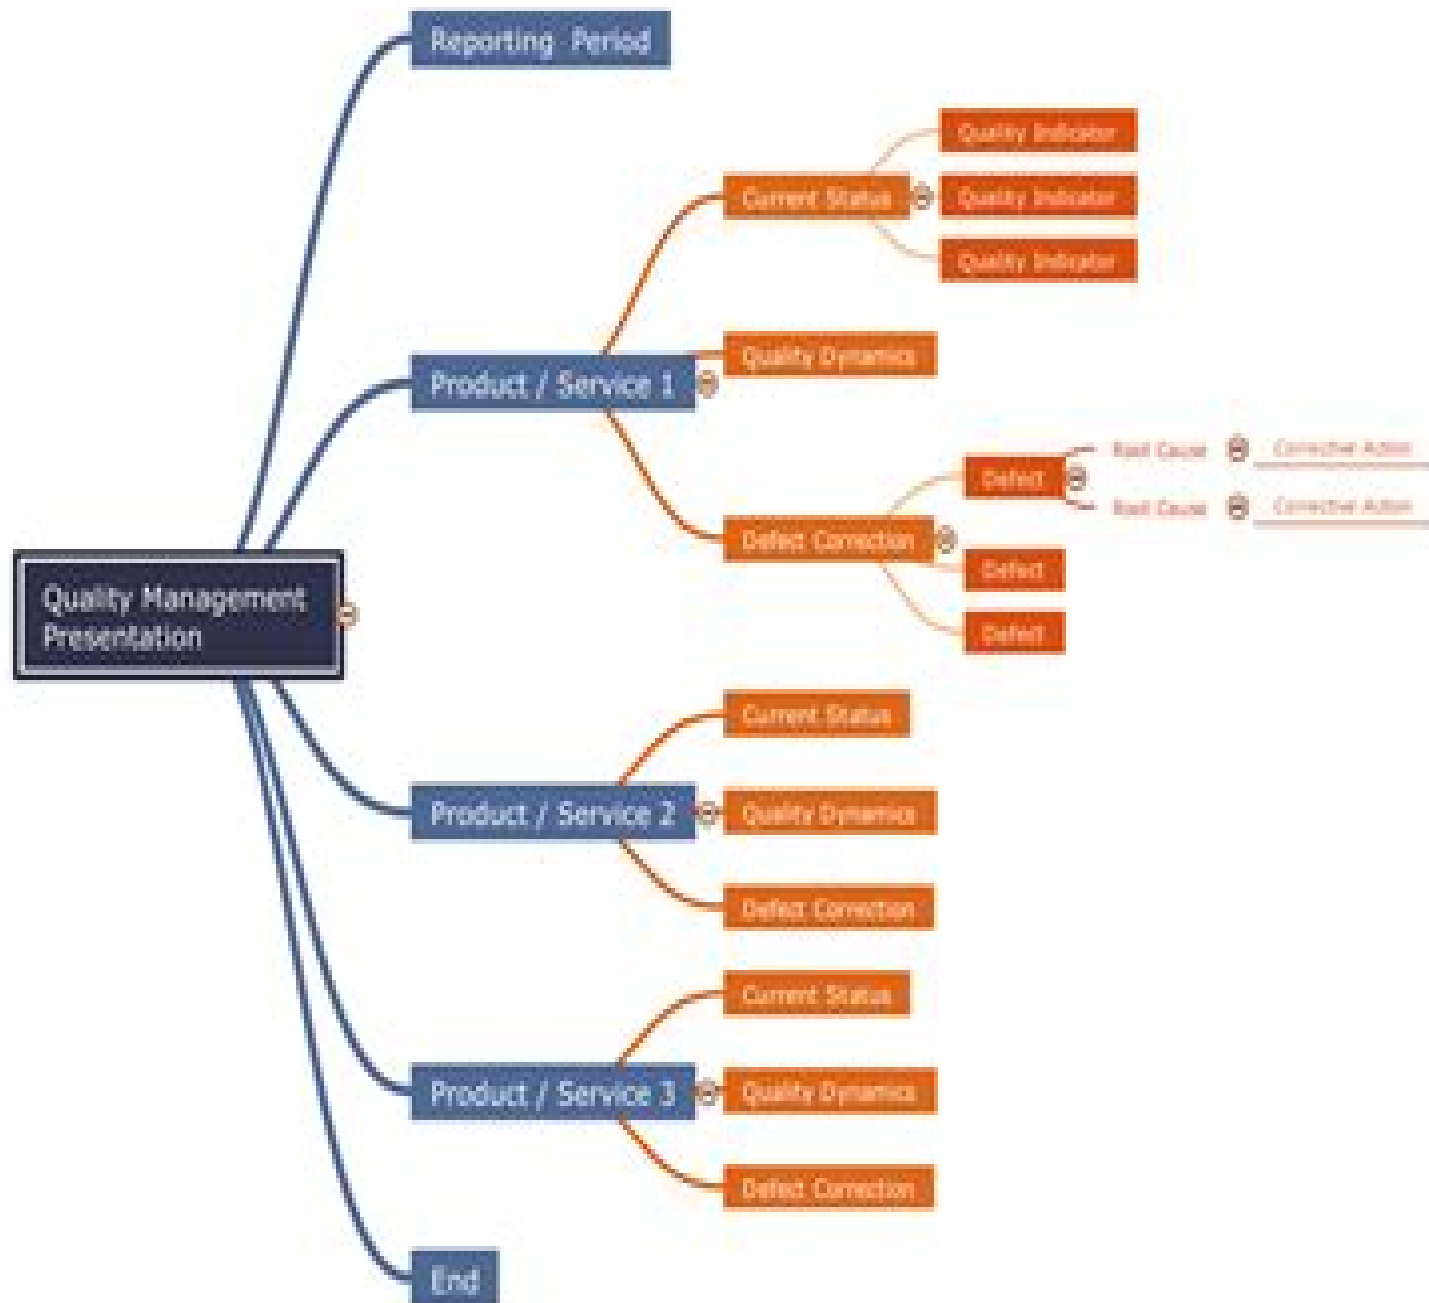 Reporting Period
Quality Indicator
Current Status
Quality Indicator
Quality Indicator
Quality Dynamics
Product / Service 1
Root Cause
Corrective Action
Defect
Root Cause
Corrective Action
Defect Correction
Defect
Defect
Quality Management
Presentation
Current Status
Product / Service 2
Quality Dynamics
Defect Correction
Current Status
Product / Service 3
Quality Dynamics
Defect Correction
End